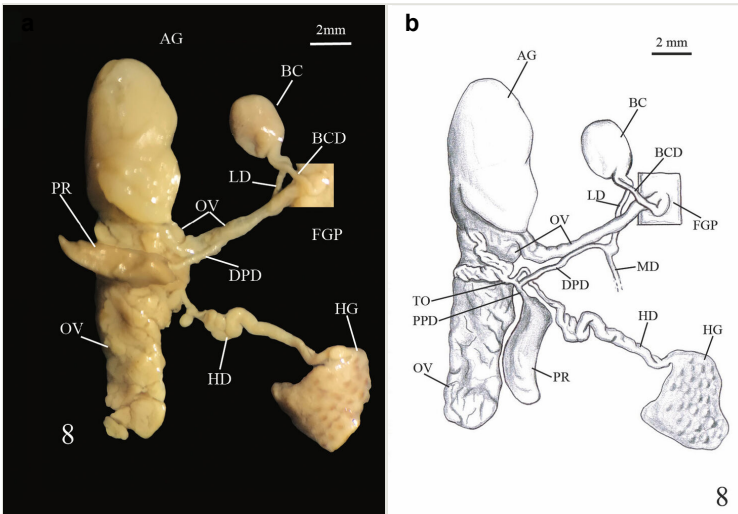 a
AG
2mm
BC
BCD
LD
PR
OV
FGP
DPD
OV
HG
HD
8
b
2 mm
AG
BC
BCD
LD
OV
FGP
MD
DPD
TO
PPD
HD
HG
OV
PR
8